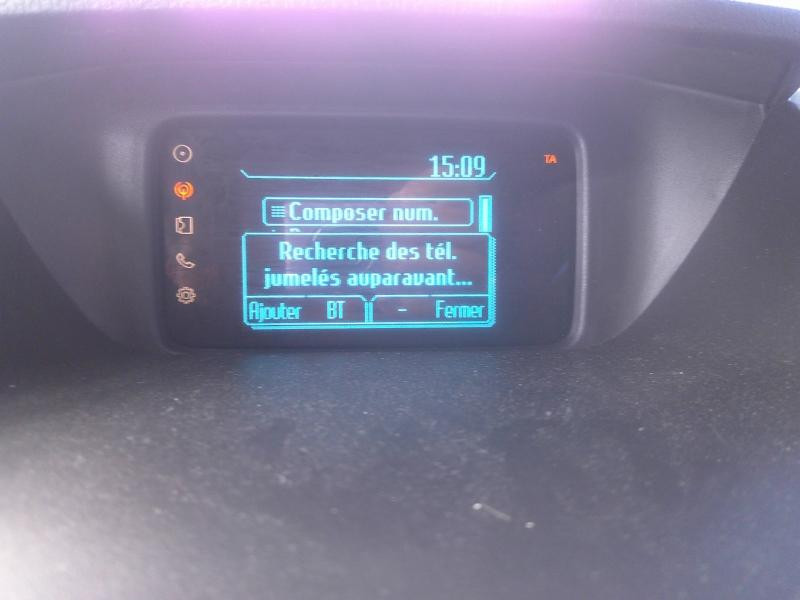 15:09
TA
Composer num.
Recherche des tél.
jumelés auparavant...
Ajouter BT - Fermer